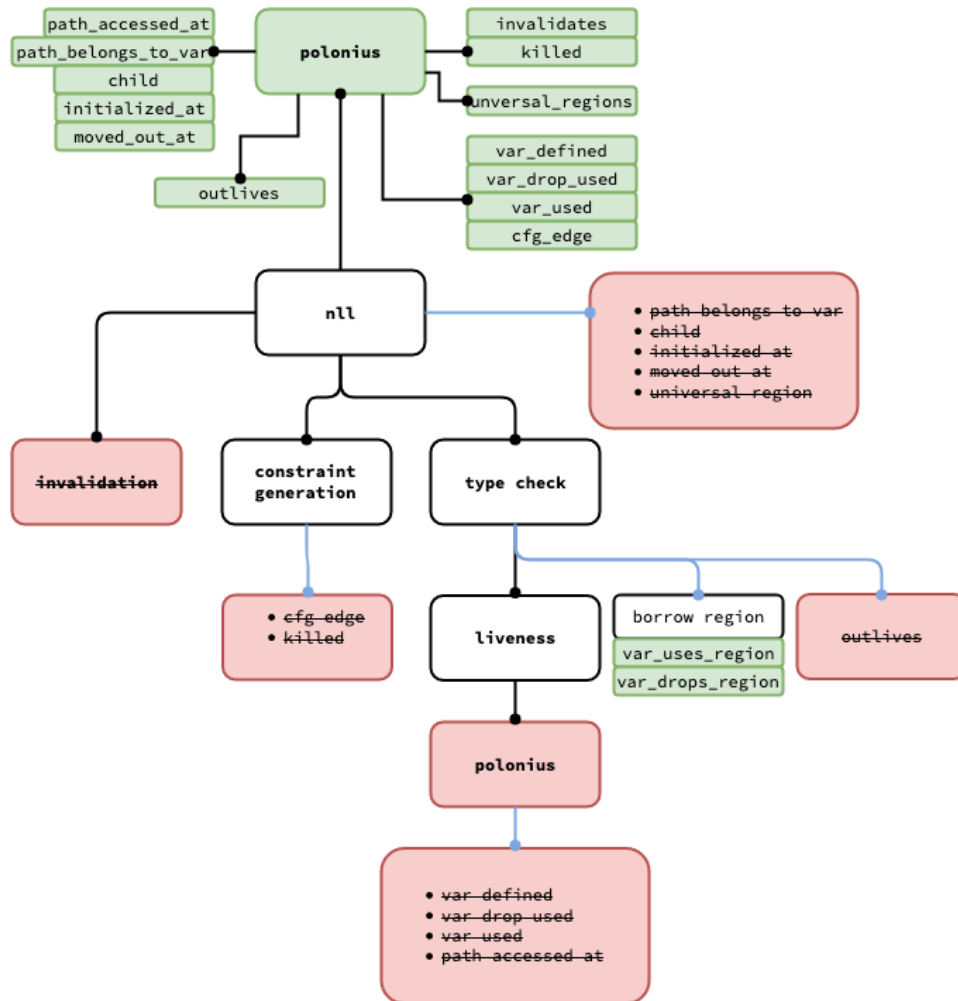 path_accessed_at
path_belongs_to_var
child
initialized_at
moved_out_at
polonius
invalidates
killed
unversal_regions
outlives
var_defined
var_drop_used
var_used
cfg_edge
nll
• path belongs to var
• child
• initialized at
• moved out at
• universal region
invalidation
constraint
generation
type check
• cfg edge
• killed
liveness
borrow region
var_uses_region
var_drops_region
outlives
polonius
• var defined
• var drop used
• var used
• path accessed at